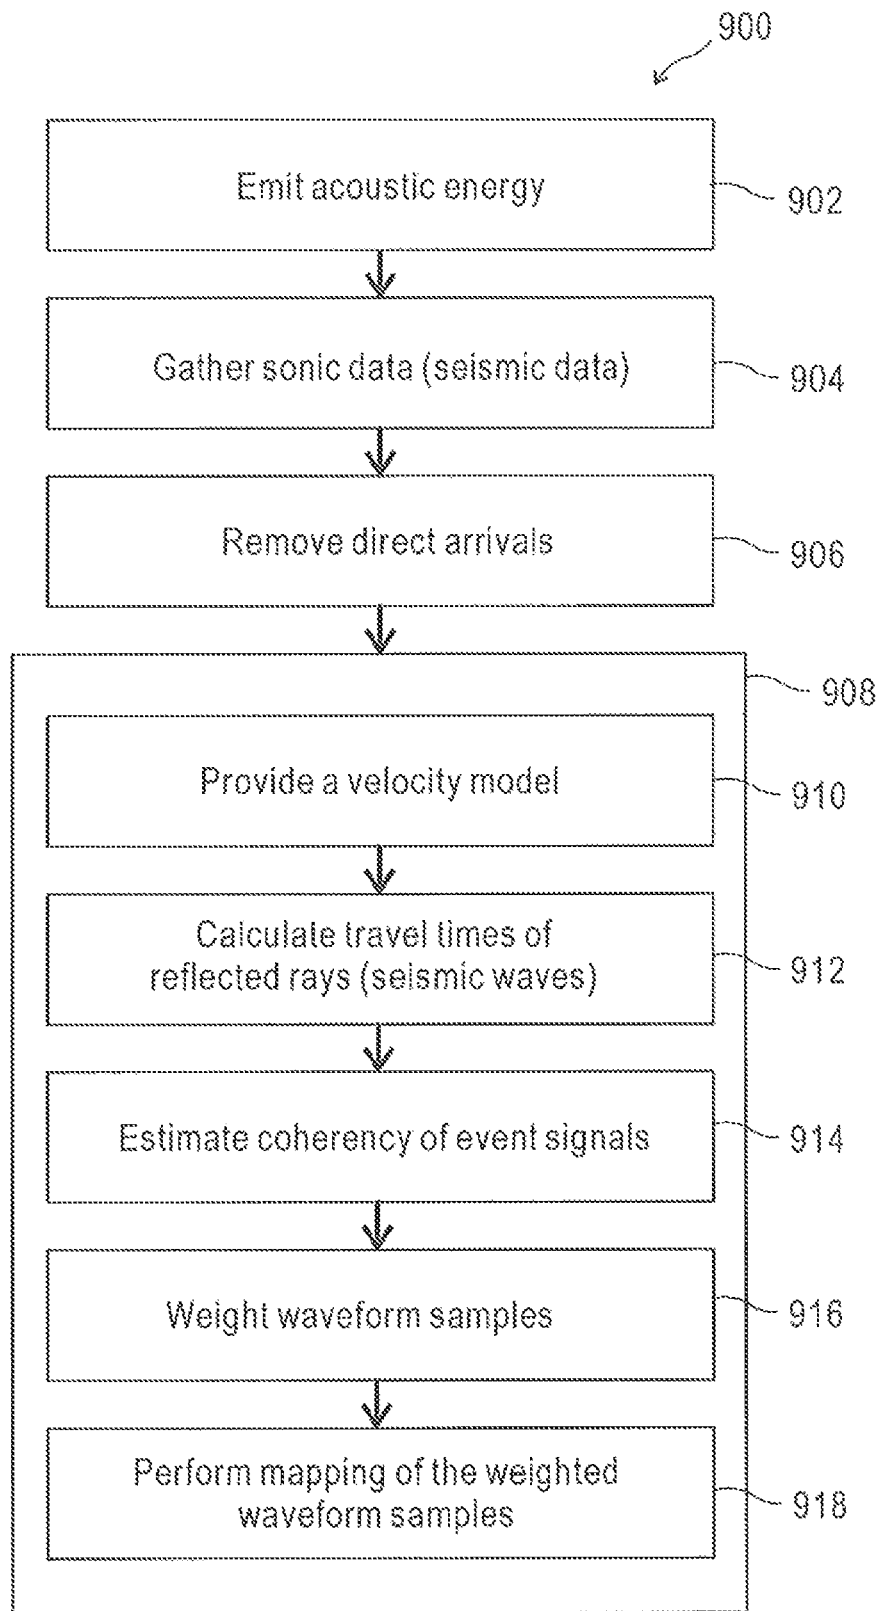 900
Emit acoustic energy
902
Gather sonic data (seismic data)
904
Remove direct arrivals
906
908
Provide a velocity model
910
Calculate travel times of
reflected rays (seismic waves)
912
Estimate coherency of event signals
914
Weight waveform samples
916
Perform mapping of the weighted
waveform samples
918